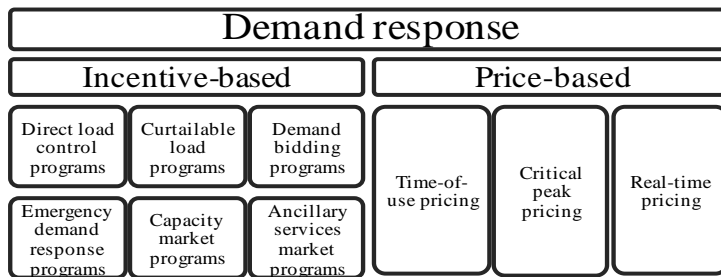 Demand response
Incentive-based
Price-based
Direct load
control
programs
Curtailable
load
programs
Demand
bidding
programs
Emergency
demand
response
programs
Capacity
market
programs
Ancillary
services
market
programs
Time-of-
use pricing
Critical
peak
pricing
Real-time
pricing